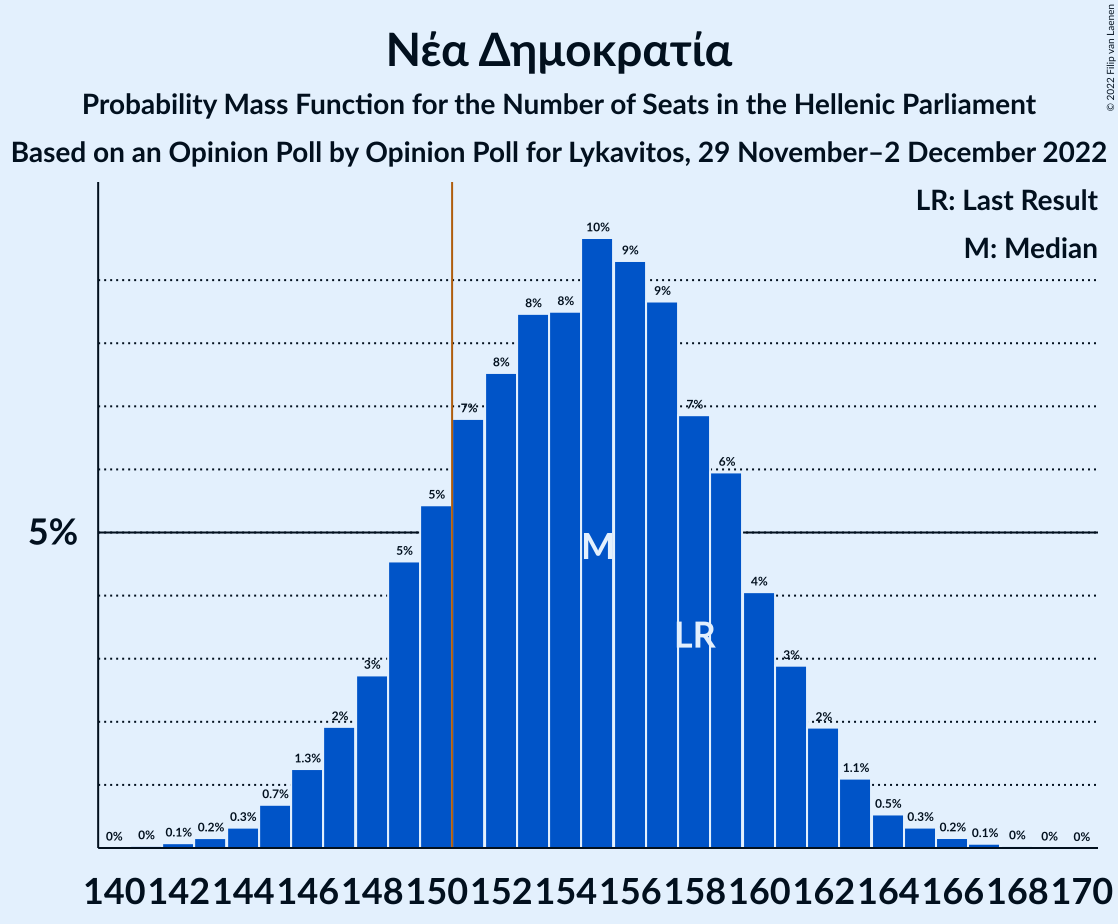 Νέα Δημοκρατία
Probability Mass Function for the Number of Seats in the Hellenic Parliament
Based on an Opinion Poll by Opinion Poll for Lykavitos, 29 November–2 December 2022
© 2022 Filip van Laenen
LR: Last Result
M: Median
5%
0% 0% 0.1% 0.2% 0.3% 0.7% 1.3% 2% 3% 5% 5% 7% 8% 8% 8% 10% 9% 9% 7% 6% 4% 3% 2% 1.1% 0.5% 0.3% 0.2% 0.1% 0% 0% 0%
M
LR
140 142 144 146 148 150 152 154 156 158 160 162 164 166 168 170